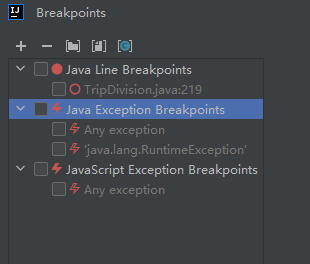 IJ Breakpoints
Java Line Breakpoints
TripDivision.java:219
Java Exception Breakpoints
Any exception
'java.lang.RuntimeException'
JavaScript Exception Breakpoints
Any exception